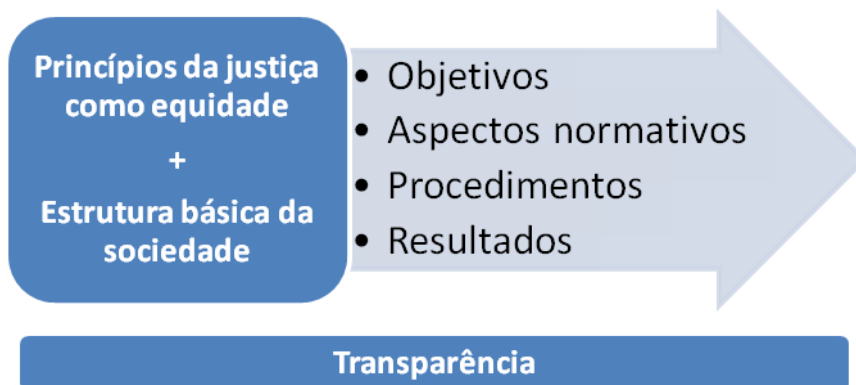 Princípios da justiça
como equidade
+
Estrutura básica da
sociedade
• Objetivos
• Aspectos normativos
• Procedimentos
• Resultados
Transparência